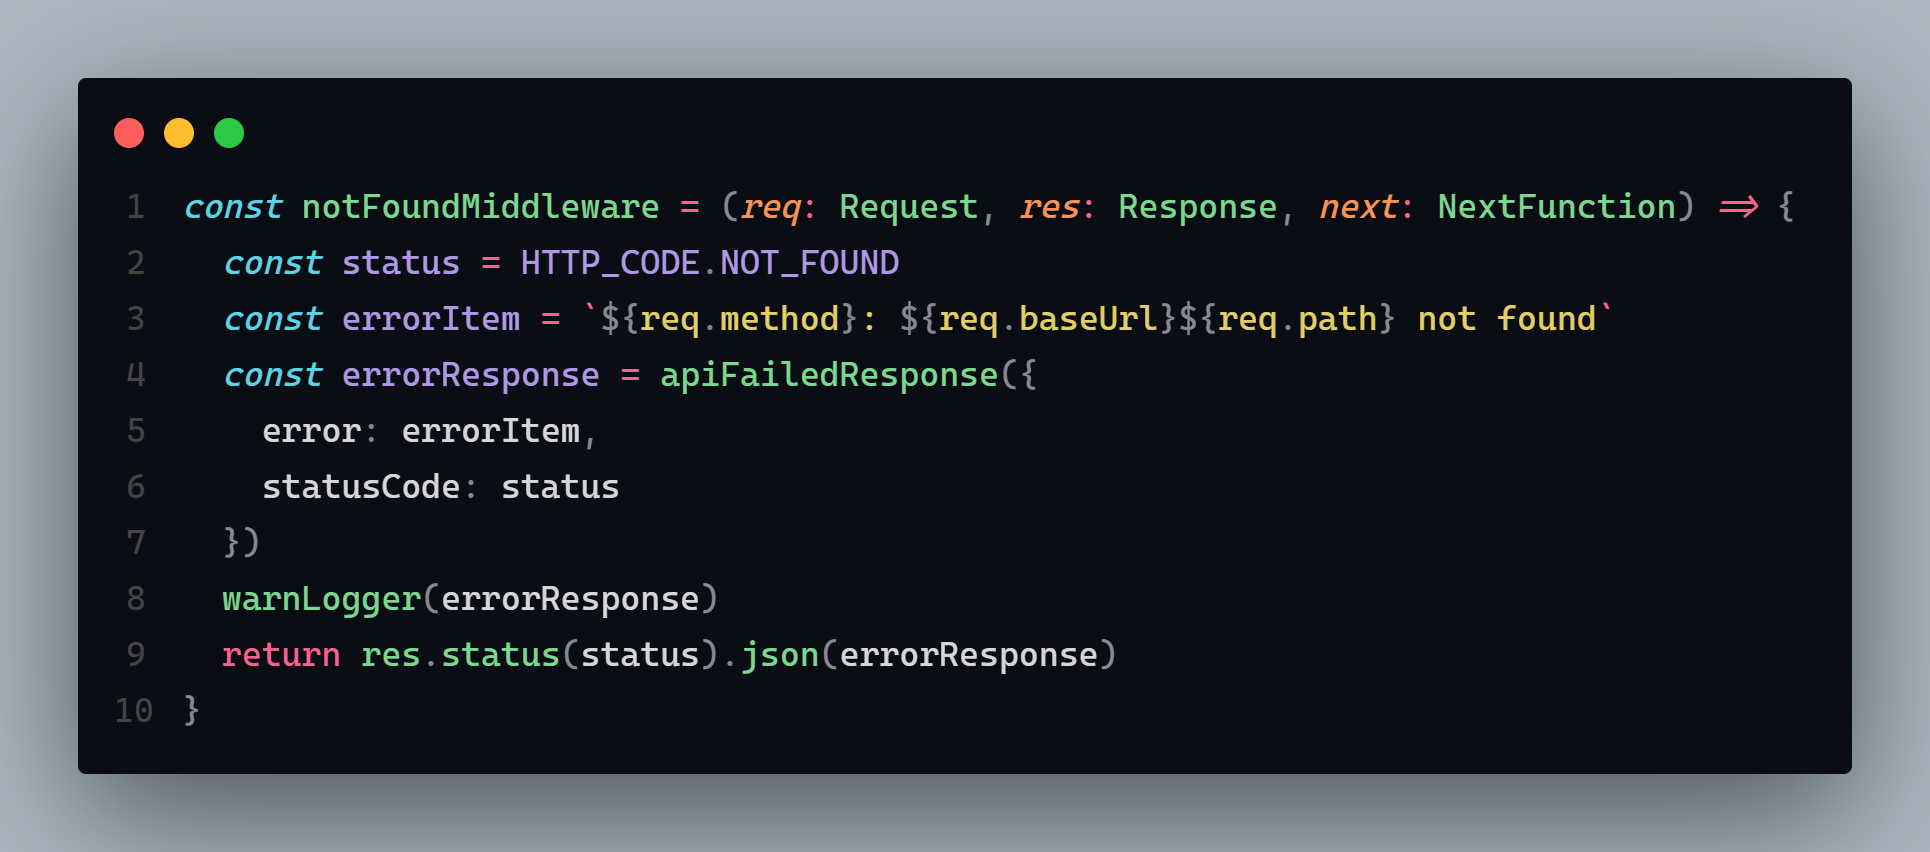 1 const notFoundMiddleware = (req: Request, res: Response, next: NextFunction) => {
2   const status = HTTP_CODE.NOT_FOUND
3   const errorItem = `${req.method}: ${req.baseUrl}${req.path} not found`
4   const errorResponse = apiFailedResponse({
5     error: errorItem,
6     statusCode: status
7   })
8   warnLogger(errorResponse)
9   return res.status(status).json(errorResponse)
10 }